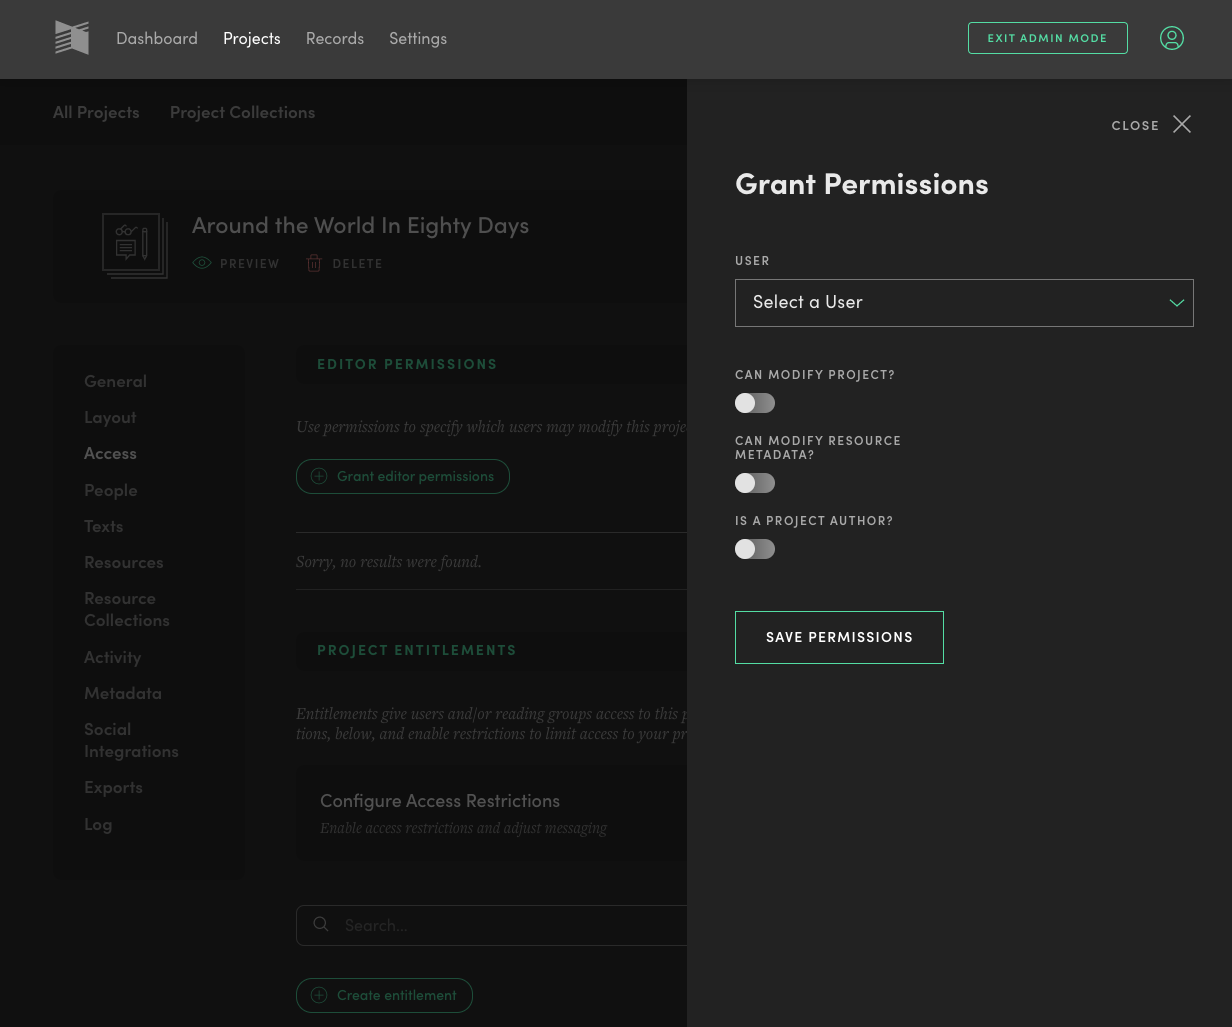 Dashboard Projects Records Settings EXIT ADMIN MODE
All Projects Project Collections
CLOSE
Grant Permissions
USER
Select a User
CAN MODIFY PROJECT?
CAN MODIFY RESOURCE
METADATA?
IS A PROJECT AUTHOR?
SAVE PERMISSIONS
Around the World In Eighty Days
PREVIEW DELETE
General
Layout
Access
People
Texts
Resources
Resource
Collections
Activity
Metadata
Social
Integrations
Exports
Log
EDITOR PERMISSIONS
Use permissions to specify which users may modify this proje
Grant editor permissions
Sorry, no results were found.
PROJECT ENTITLEMENTS
Entitlements give users and/or reading groups access to this p
tions, below, and enable restrictions to limit access to your pr
Configure Access Restrictions
Enable access restrictions and adjust messaging
Search...
Create entitlement